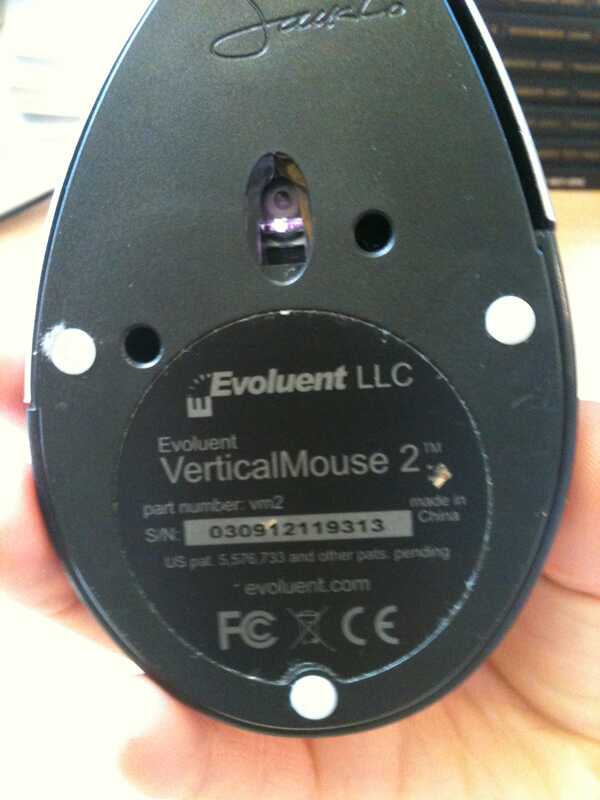 Evoluent LLC
Evoluent
VerticalMouse 2™
part number: vm2
made in
China
S/N: 030912119313
US pat. 5,576,733 and other pats. pending
evoluent.com
FC CE